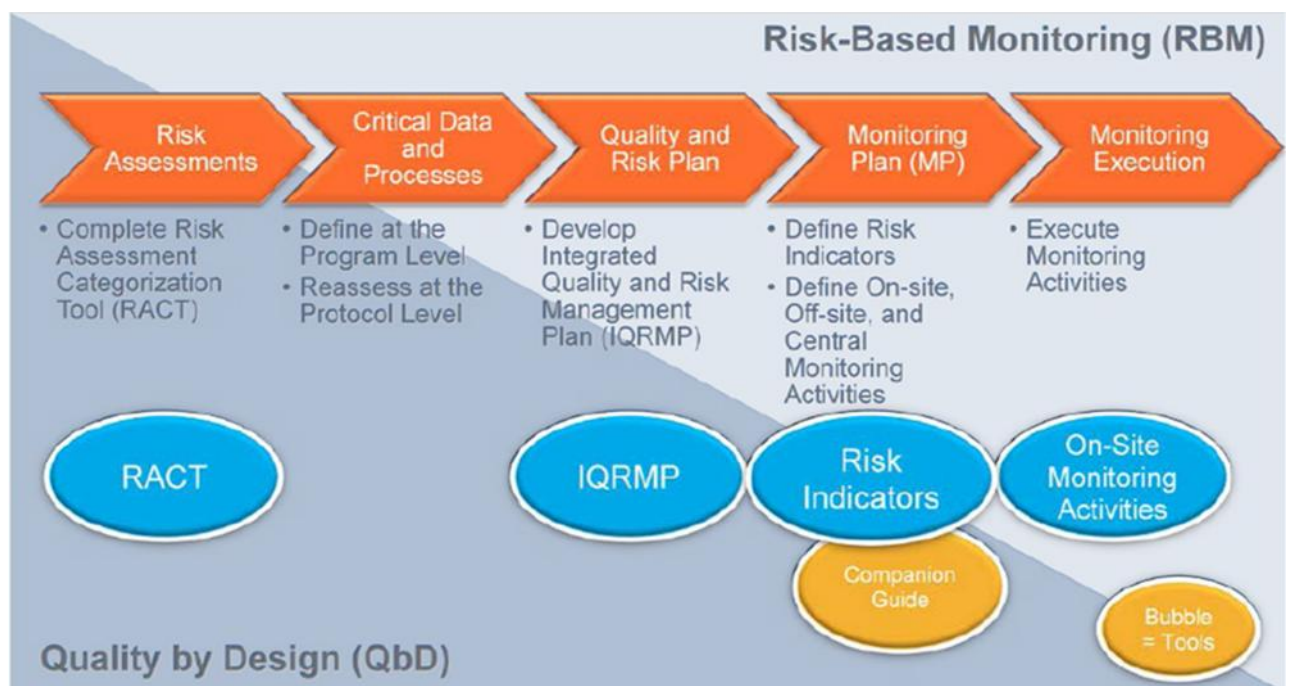 Risk-Based Monitoring (RBM)
Risk
Assessments
Critical Data
and
Processes
Quality and
Risk Plan
Monitoring
Plan (MP)
Monitoring
Execution
• Complete Risk
Assessment
Categorization
Tool (RACT)
• Define at the
Program Level
• Reassess at the
Protocol Level
• Develop
Integrated
Quality and Risk
Management
Plan (IQRMP)
• Define Risk
Indicators
• Define On-site,
Off-site, and
Central
Monitoring
Activities
• Execute
Monitoring
Activities
RACT
IQRMP
Risk
Indicators
On-Site
Monitoring
Activities
Companion
Guide
Bubble
= Tools
Quality by Design (QbD)